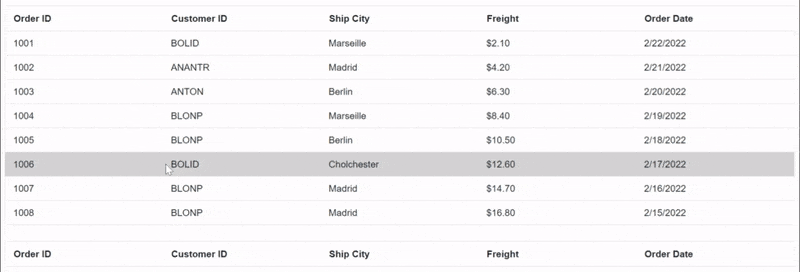 Order ID Customer ID Ship City Freight Order Date
1001 BOLID Marseille $2.10 2/22/2022
1002 ANANTR Madrid $4.20 2/21/2022
1003 ANTON Berlin $6.30 2/20/2022
1004 BLONP Marseille $8.40 2/19/2022
1005 BLONP Berlin $10.50 2/18/2022
1006 BOLID Cholchester $12.60 2/17/2022
1007 BLONP Madrid $14.70 2/16/2022
1008 BLONP Madrid $16.80 2/15/2022
Order ID Customer ID Ship City Freight Order Date